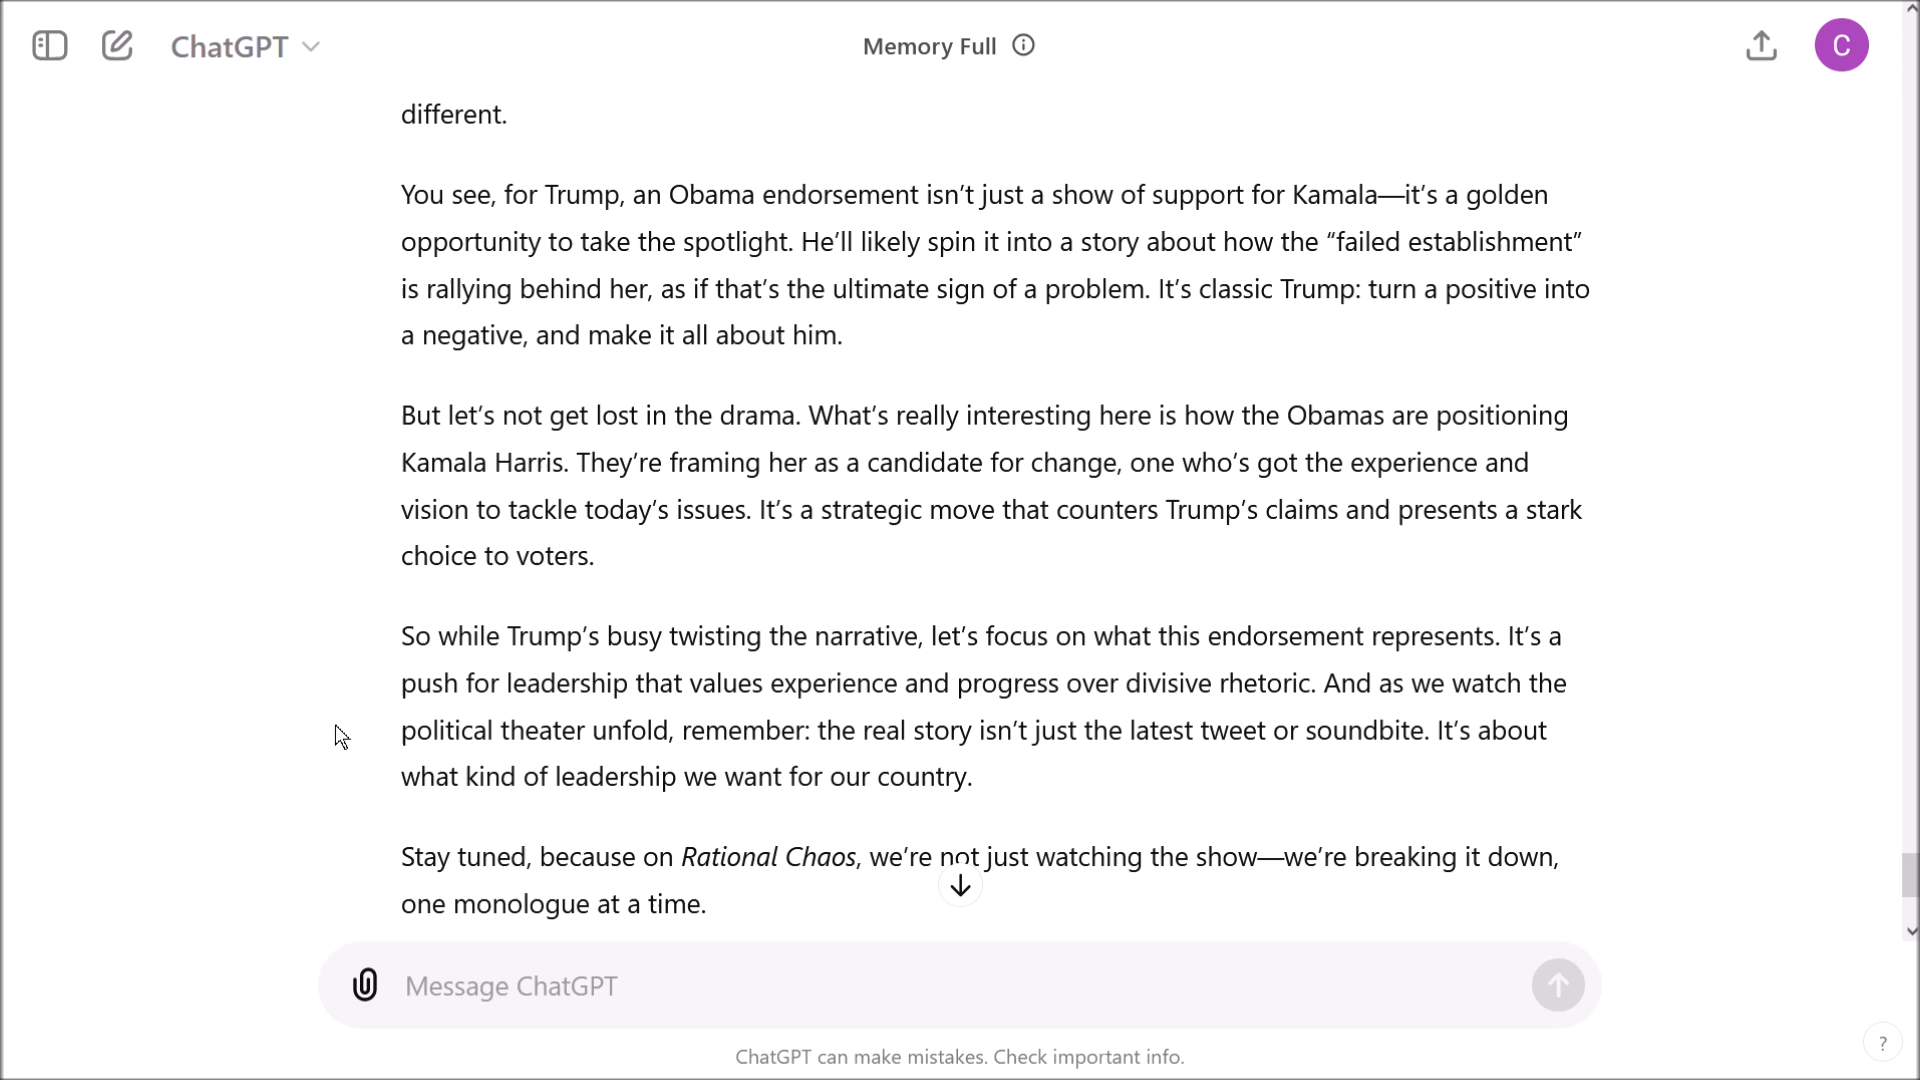 ChatGPT
Memory Full
C
different.
You see, for Trump, an Obama endorsement isn’t just a show of support for Kamala—it’s a golden
opportunity to take the spotlight. He’ll likely spin it into a story about how the “failed establishment”
is rallying behind her, as if that’s the ultimate sign of a problem. It’s classic Trump: turn a positive into
a negative, and make it all about him.
But let’s not get lost in the drama. What’s really interesting here is how the Obamas are positioning
Kamala Harris. They’re framing her as a candidate for change, one who’s got the experience and
vision to tackle today’s issues. It’s a strategic move that counters Trump’s claims and presents a stark
choice to voters.
So while Trump’s busy twisting the narrative, let’s focus on what this endorsement represents. It’s a
push for leadership that values experience and progress over divisive rhetoric. And as we watch the
political theater unfold, remember: the real story isn’t just the latest tweet or soundbite. It’s about
what kind of leadership we want for our country.
Stay tuned, because on Rational Chaos, we’re not just watching the show—we’re breaking it down,
one monologue at a time.
Message ChatGPT
ChatGPT can make mistakes. Check important info.
?